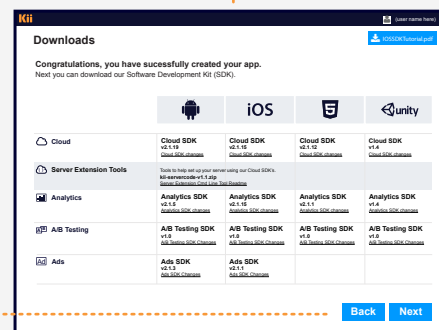 Kii
(user name here)
Downloads
iOSSDKTutorial.pdf
Congratulations, you have sucessfully created your app.
Next you can download our Software Development Kit (SDK).
iOS
5
unity
Cloud
Cloud SDK
v2.1.19
Cloud SDK changes
Cloud SDK
v2.1.15
Cloud SDK changes
Cloud SDK
v2.1.12
Cloud SDK changes
Cloud SDK
v1.4
Cloud SDK changes
Server Extension Tools
Tools to help set up your server using our Cloud SDK's.
kii-servercode-v1.1.zip
Server Extension Cmd Line Tool Readme
Analytics
Analytics SDK
v2.1.5
Analytics SDK changes
Analytics SDK
v2.1.15
Analytics SDK changes
Analytics SDK
v2.1.1
Analytics SDK changes
Analytics SDK
v1.4
Analytics SDK changes
A/B Testing
A/B Testing SDK
v1.0
A/B Testing SDK Changes
A/B Testing SDK
v1.0
A/B Testing SDK Changes
A/B Testing SDK
v1.0
A/B Testing SDK Changes
A/B Testing SDK
v1.0
A/B Testing SDK Changes
Ad
Ads
Ads SDK
v2.1.3
Ads SDK Changes
Ads SDK
v2.1.1
Ads SDK Changes
Back
Next